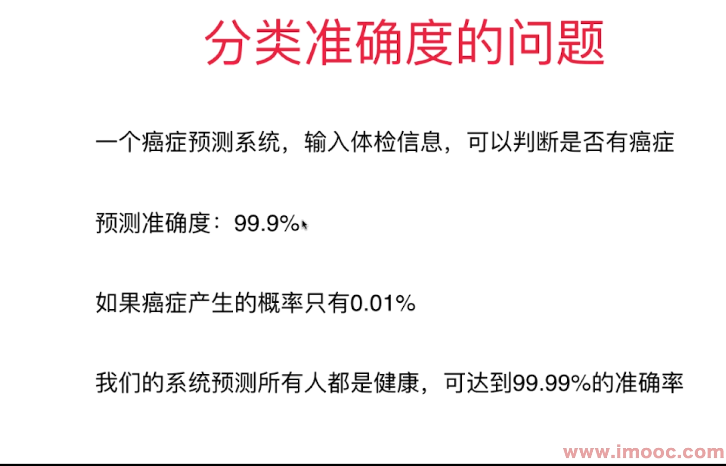 分类准确度的问题
一个癌症预测系统，输入体检信息，可以判断是否有癌症
预测准确度：99.9%
如果癌症产生的概率只有0.01%
我们的系统预测所有人都是健康，可达到99.99%的准确率
www.imooc.com